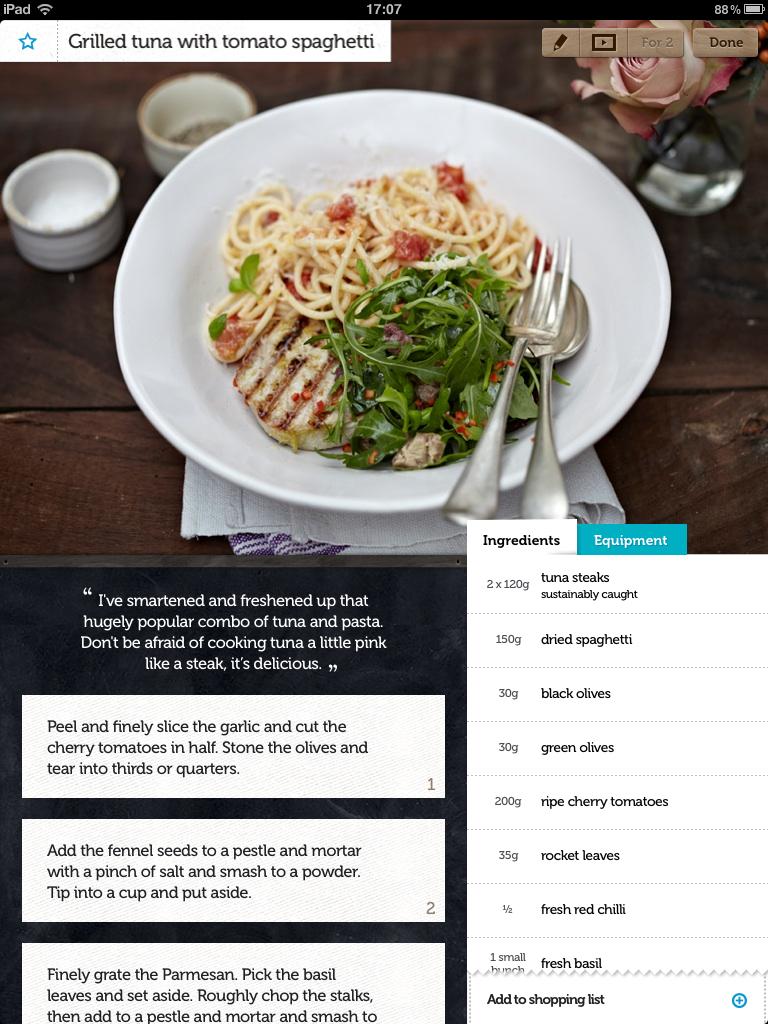 iPad
17:07
88%
Grilled tuna with tomato spaghetti
For 2
Done
Ingredients
Equipment
“ I've smartened and freshened up that
hugely popular combo of tuna and pasta.
Don't be afraid of cooking tuna a little pink
like a steak, it's delicious. „
Peel and finely slice the garlic and cut the
cherry tomatoes in half. Stone the olives and
tear into thirds or quarters.
1
Add the fennel seeds to a pestle and mortar
with a pinch of salt and smash to a powder.
Tip into a cup and put aside.
2
Finely grate the Parmesan. Pick the basil
leaves and set aside. Roughly chop the stalks,
then add to a pestle and mortar and smash to
2 x 120g tuna steaks
sustainably caught
150g dried spaghetti
30g black olives
30g green olives
200g ripe cherry tomatoes
35g rocket leaves
½ fresh red chilli
1 small
bunch fresh basil
Add to shopping list